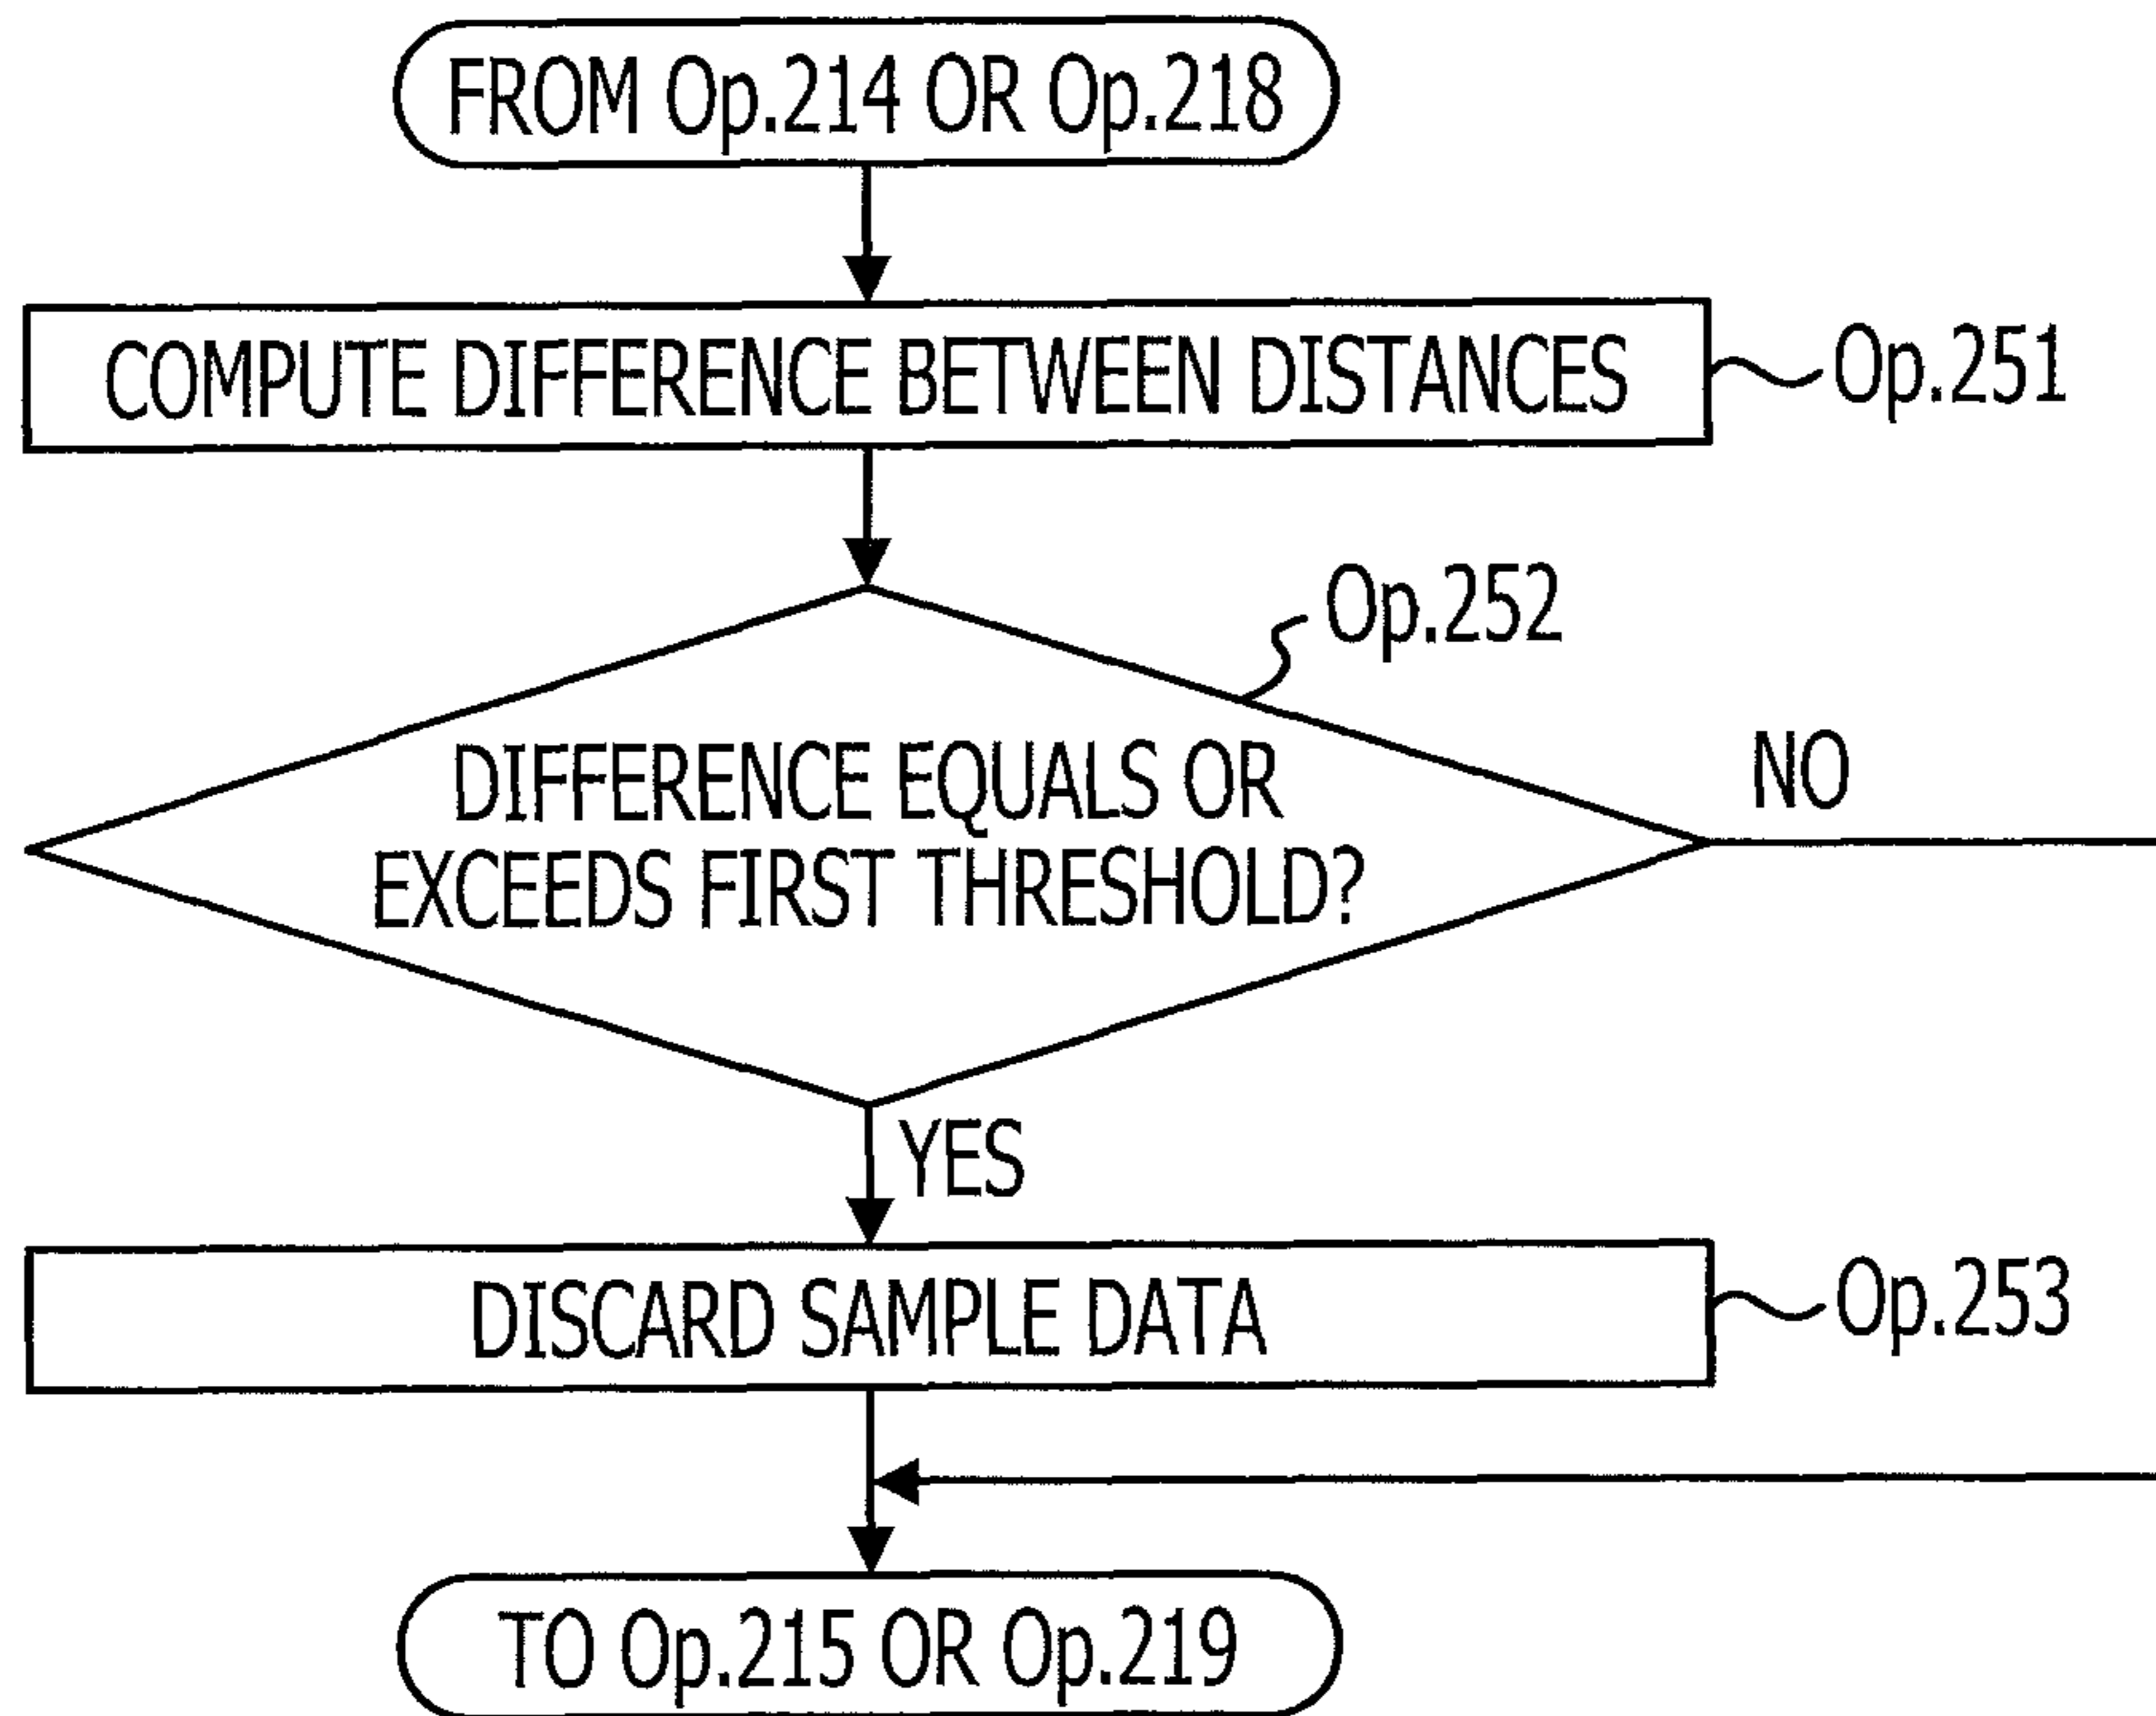 FROM Op.214 OR Op.218
COMPUTE DIFFERENCE BETWEEN DISTANCES
Op.251
Op.252
DIFFERENCE EQUALS OR
EXCEEDS FIRST THRESHOLD?
NO
YES
DISCARD SAMPLE DATA
Op.253
TO Op.215 OR Op.219